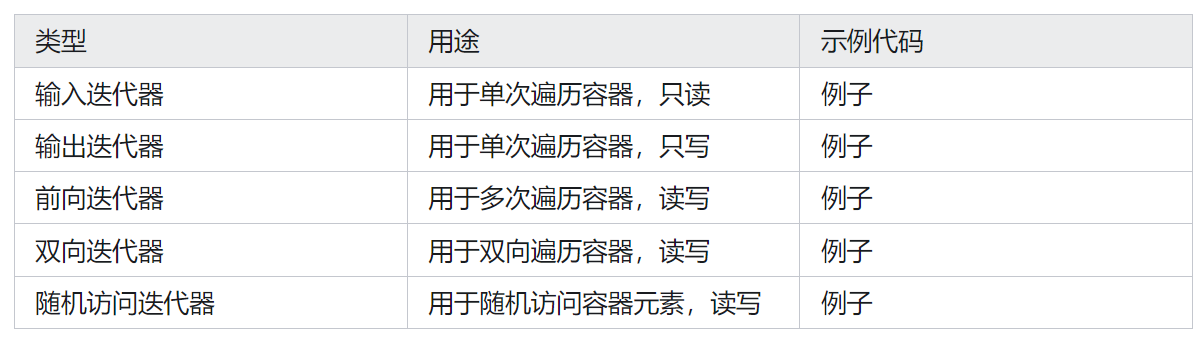 类型 用途 示例代码
输入迭代器 用于单次遍历容器，只读 例子
输出迭代器 用于单次遍历容器，只写 例子
前向迭代器 用于多次遍历容器，读写 例子
双向迭代器 用于双向遍历容器，读写 例子
随机访问迭代器 用于随机访问容器元素，读写 例子